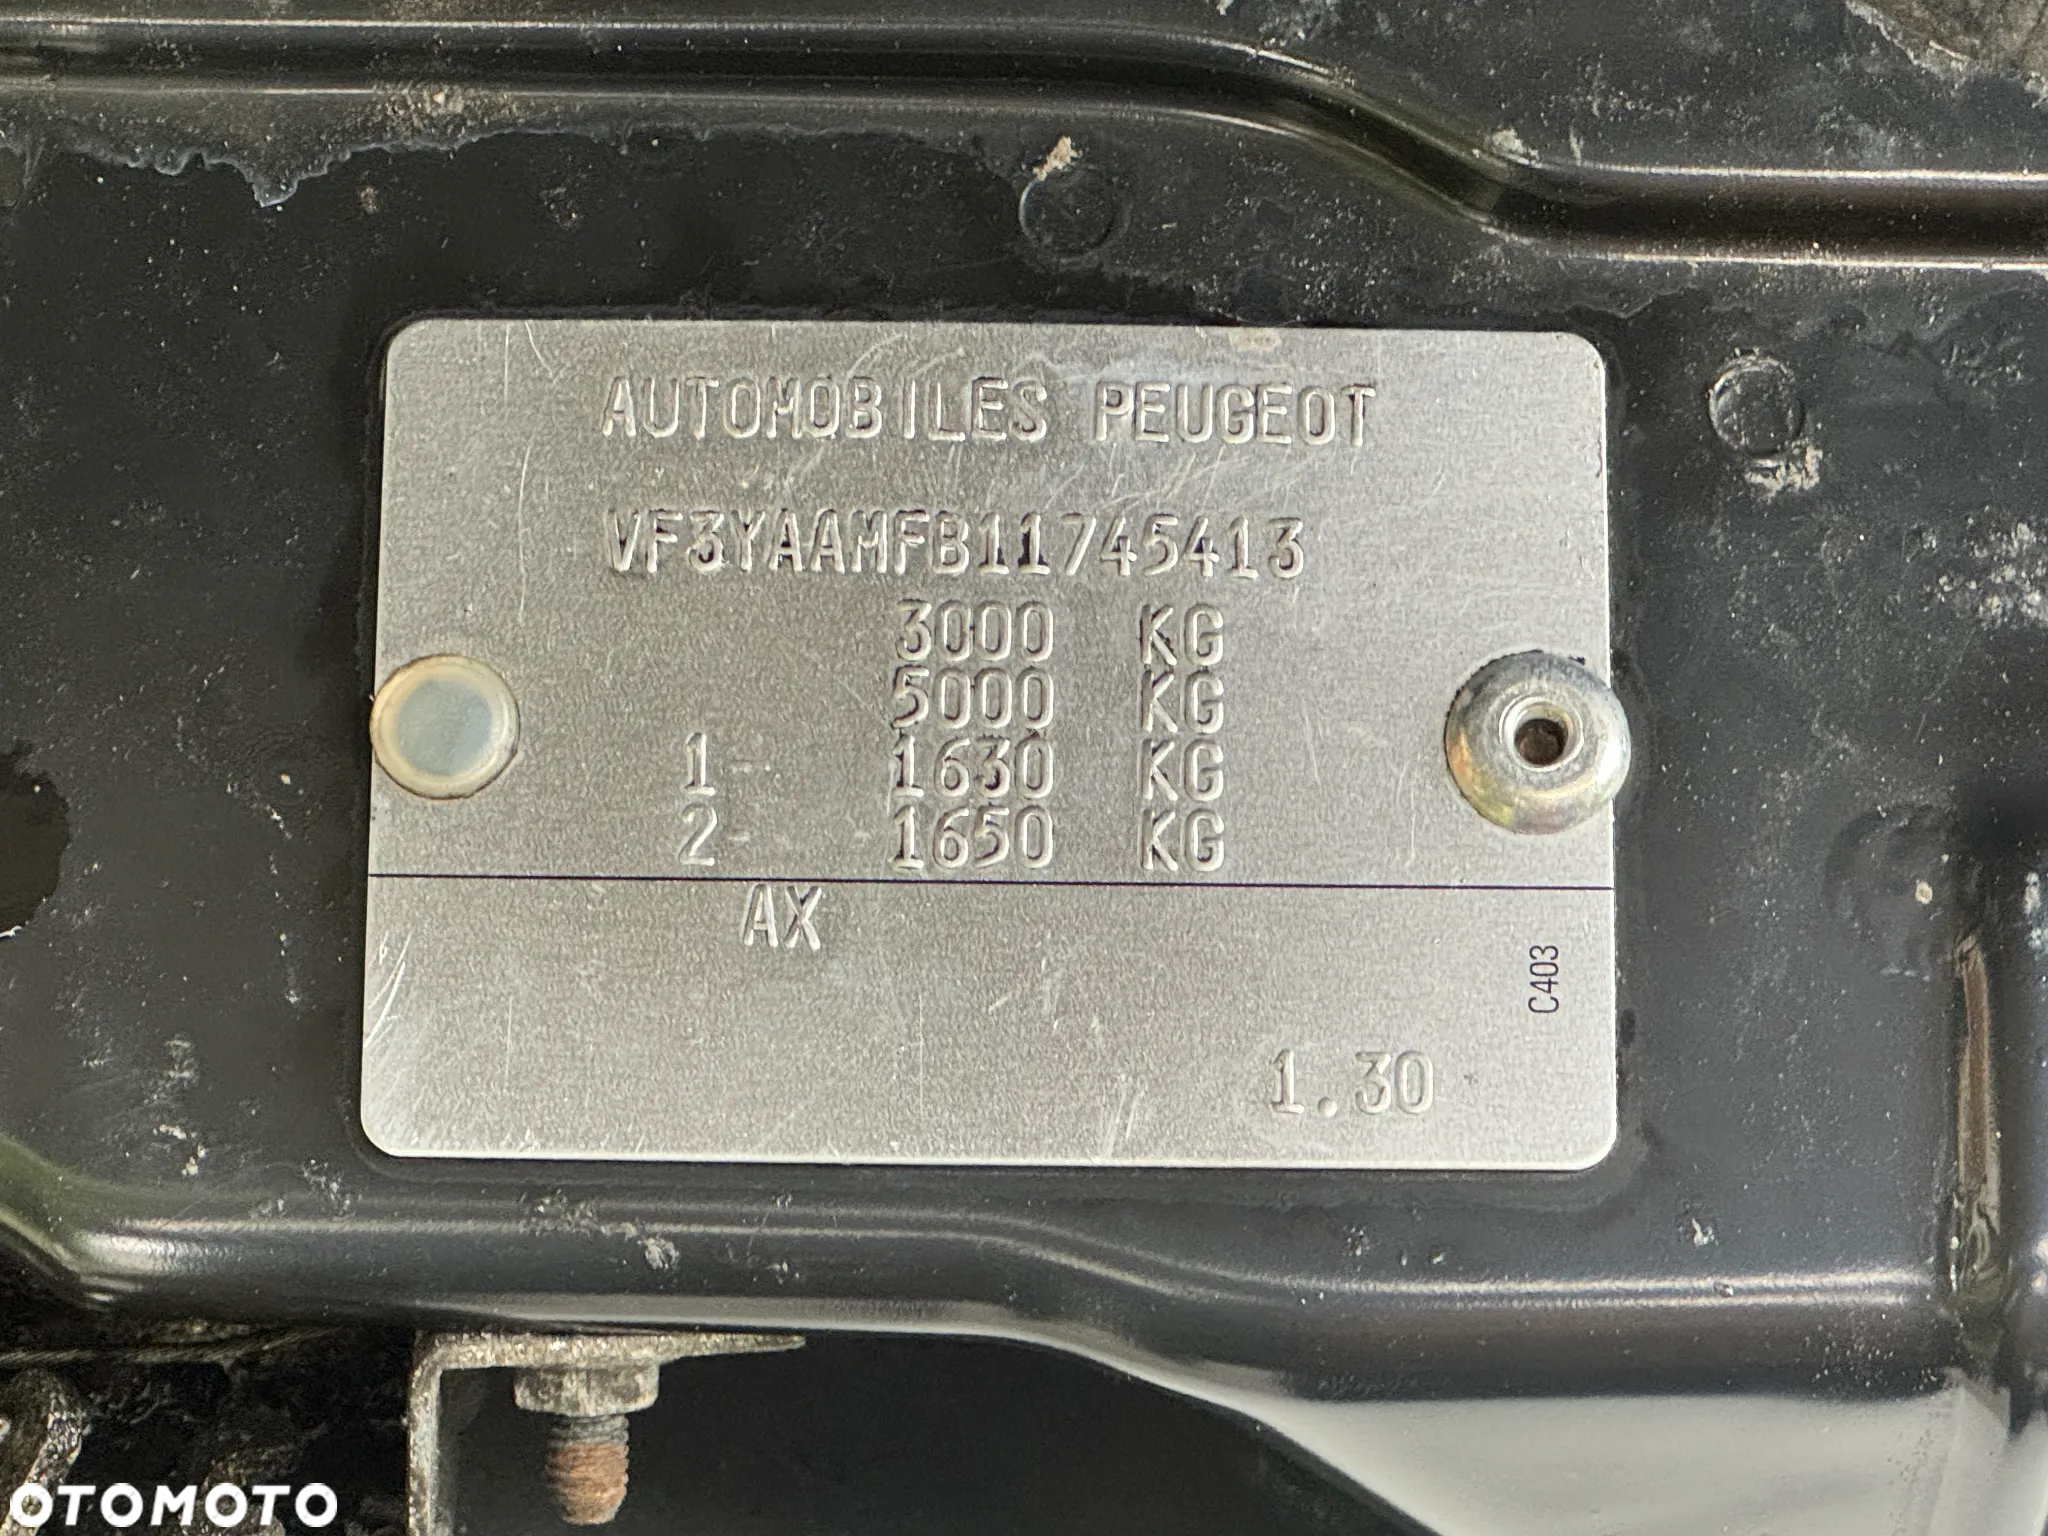 AUTOMOBILES PEUGEOT
VF3YAAMFB11745413
3000 KG
5000 KG
1- 1630 KG
2- 1650 KG
AX
C403
1.30
OTOMOTO